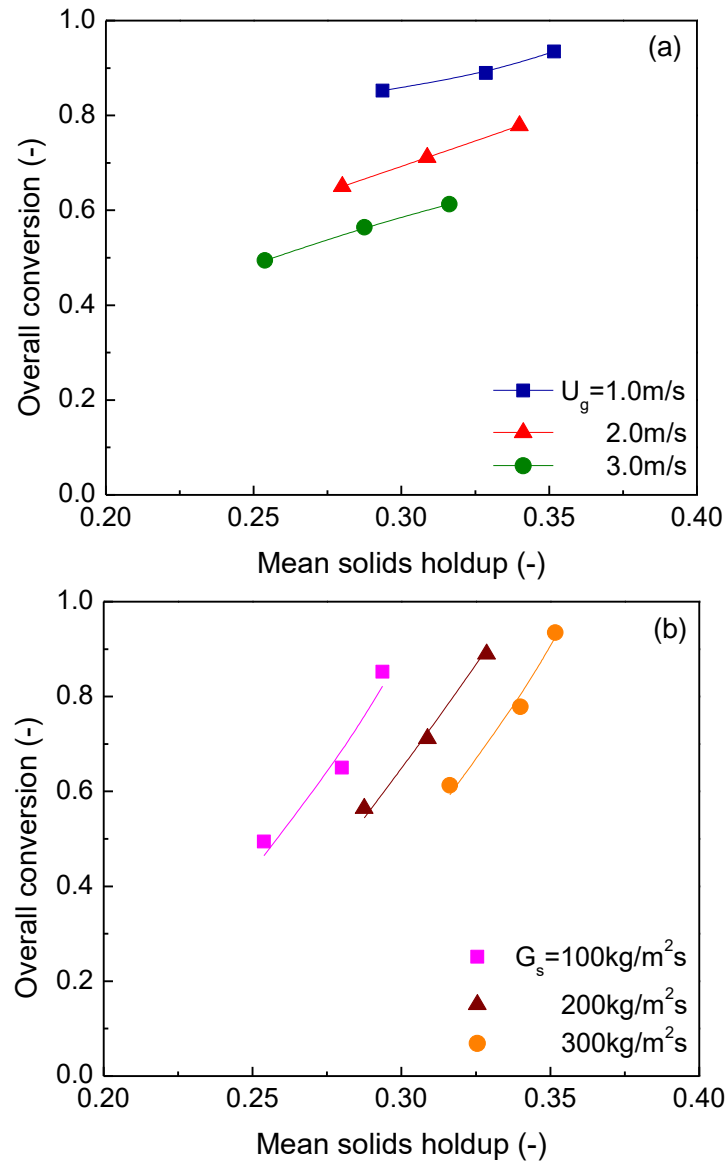 (a)
Overall conversion (-)
1.0
0.8
0.6
0.4
0.2
0.0
U_g=1.0m/s
2.0m/s
3.0m/s
0.20 0.25 0.30 0.35 0.40
Mean solids holdup (-)
(b)
Overall conversion (-)
1.0
0.8
0.6
0.4
0.2
0.0
G_s=100kg/m²s
200kg/m²s
300kg/m²s
0.20 0.25 0.30 0.35 0.40
Mean solids holdup (-)